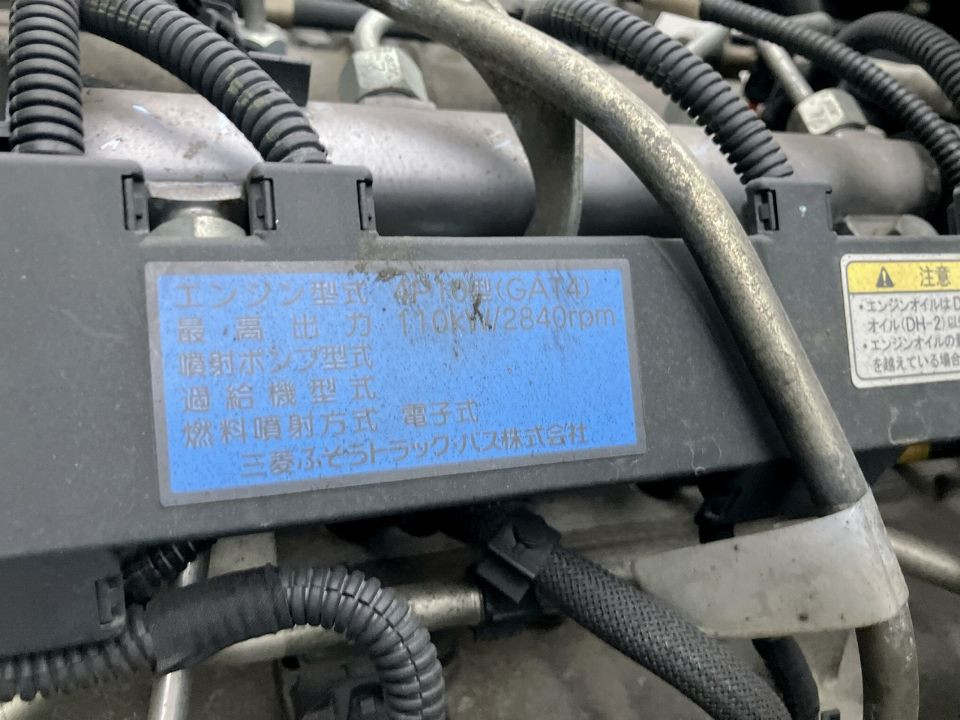 エンジン型式 4P10型(GAT4)
最高出力 110kW/2840rpm
噴射ポンプ型式
過給機型式
燃料噴射方式 電子式
三菱ふそうトラック・バス株式会社
注意
・エンジンオイルはD
オイル(DH-2)以
・エンジンオイルの量
を越えている場合